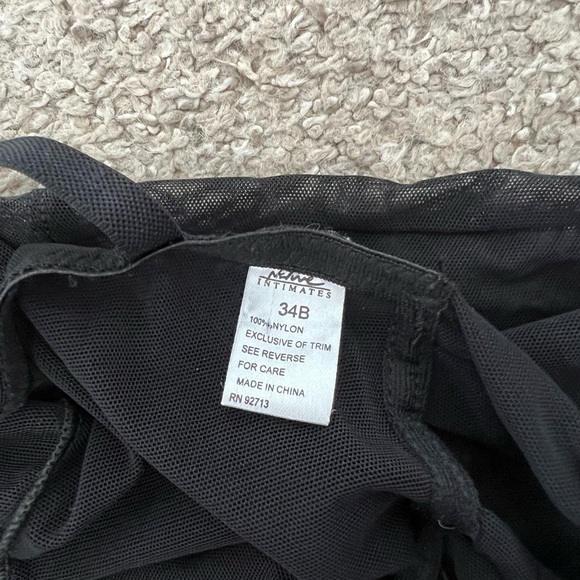 INTIMATES
34B
100% NYLON
EXCLUSIVE OF TRIM
SEE REVERSE
FOR CARE
MADE IN CHINA
RN 92713